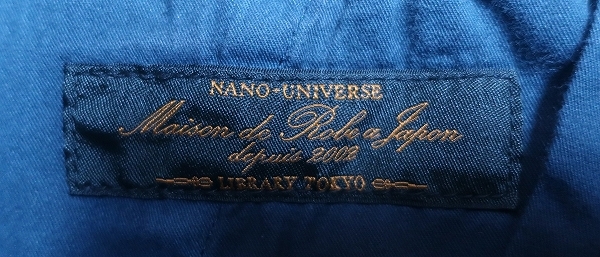 NANO-UNIVERSE
Maison de Robe a Japon
depuis 2002
LIBRARY TOKYO